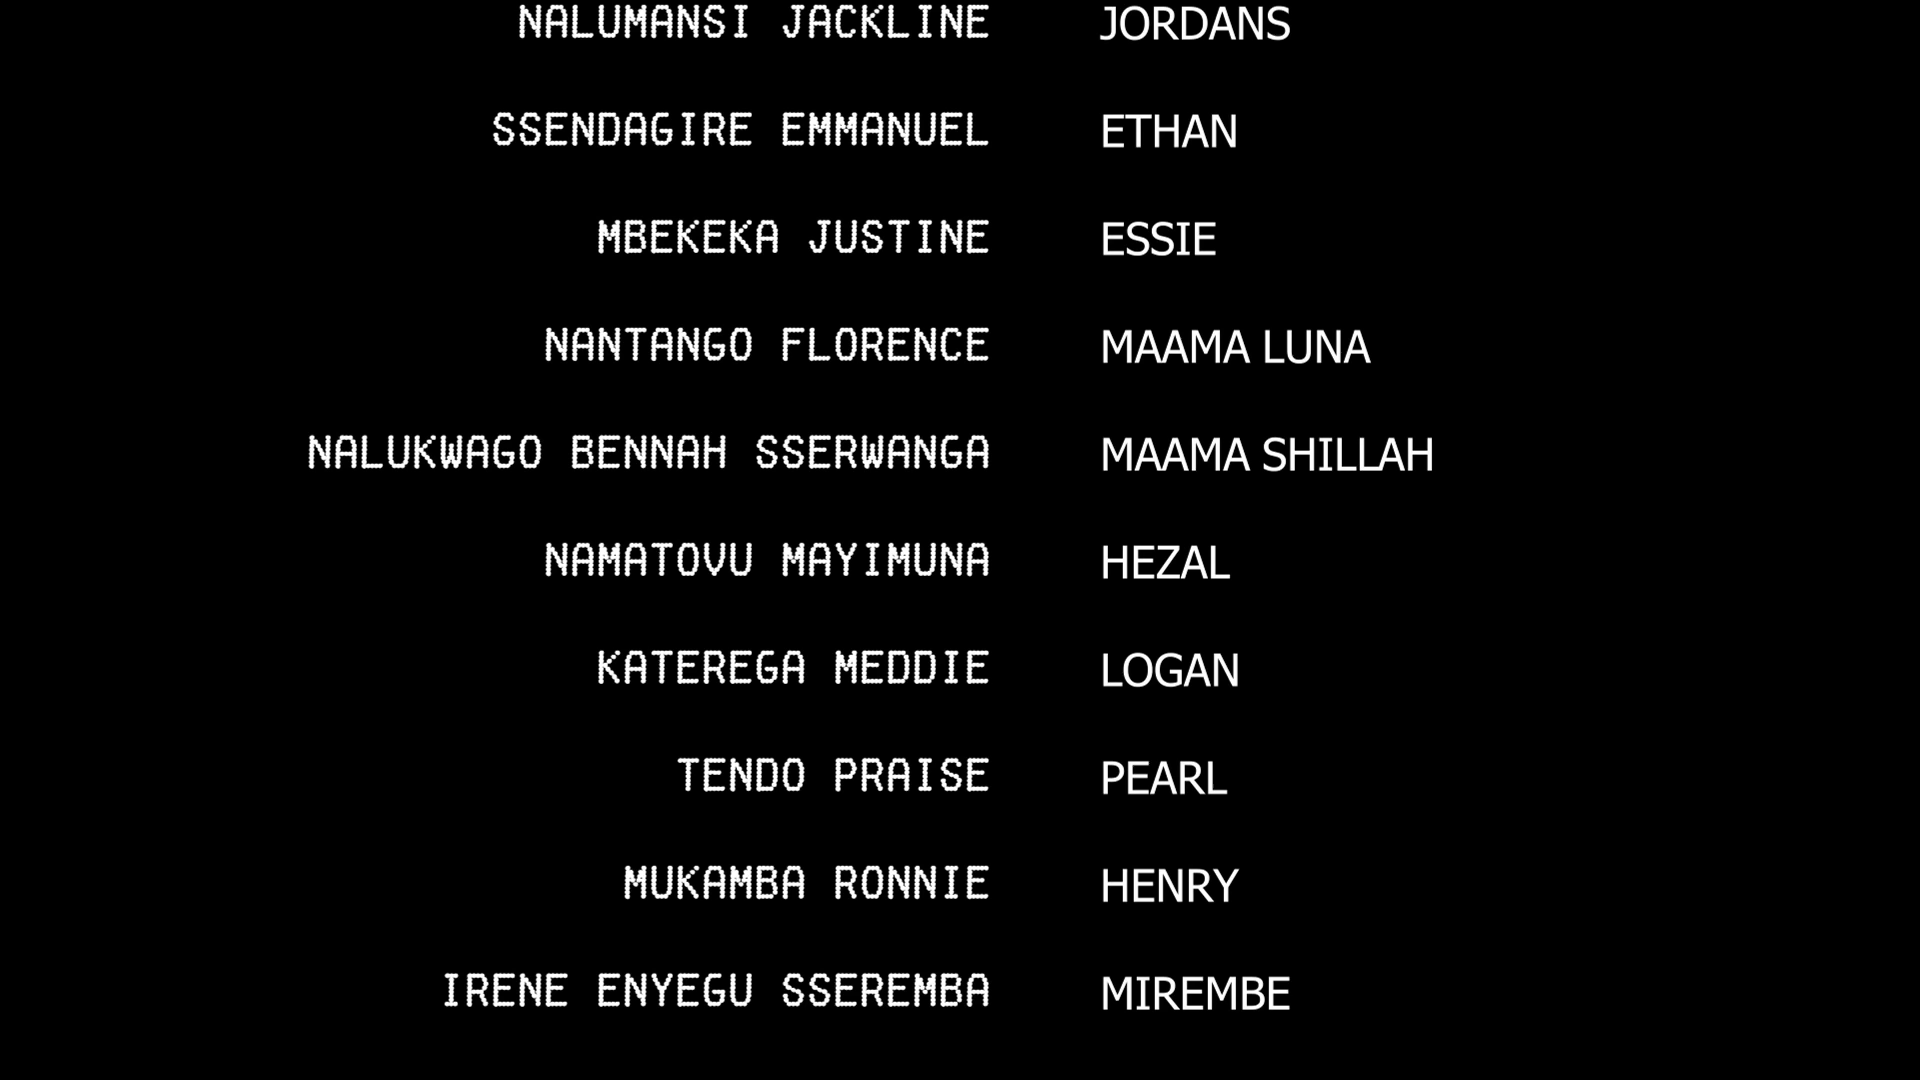 NALUMANSI JACKLINE JORDANS
SSENDAGIRE EMMANUEL ETHAN
MBEKEKA JUSTINE ESSIE
NANTANGO FLORENCE MAAMA LUNA
NALUKWAGO BENNAH SSERWANGA MAAMA SHILLAH
NAMATOVU MAYIMUNA HEZAL
KATEREGA MEDDIE LOGAN
TENDO PRAISE PEARL
MUKAMBA RONNIE HENRY
IRENE ENYEGU SSEREMBA MIREMBE